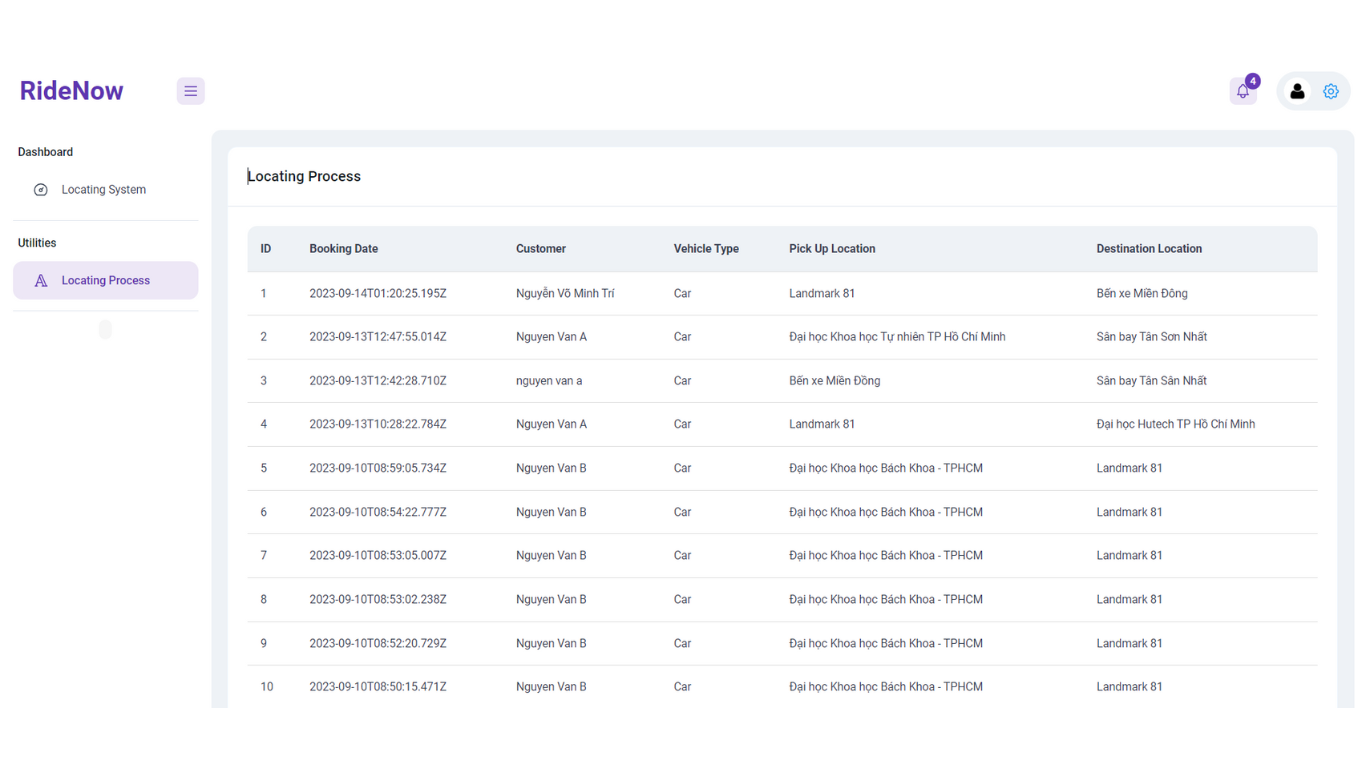 RideNow
4
Dashboard
Locating System
Utilities
Locating Process
Locating Process
ID Booking Date Customer Vehicle Type Pick Up Location Destination Location
1 2023-09-14T01:20:25.195Z Nguyễn Võ Minh Trí Car Landmark 81 Bến xe Miền Đông
2 2023-09-13T12:47:55.014Z Nguyen Van A Car Đại học Khoa học Tự nhiên TP Hồ Chí Minh Sân bay Tân Sơn Nhất
3 2023-09-13T12:42:28.710Z nguyen van a Car Bến xe Miền Đồng Sân bay Tân Sân Nhất
4 2023-09-13T10:28:22.784Z Nguyen Van A Car Landmark 81 Đại học Hutech TP Hồ Chí Minh
5 2023-09-10T08:59:05.734Z Nguyen Van B Car Đại học Khoa học Bách Khoa - TPHCM Landmark 81
6 2023-09-10T08:54:22.777Z Nguyen Van B Car Đại học Khoa học Bách Khoa - TPHCM Landmark 81
7 2023-09-10T08:53:05.007Z Nguyen Van B Car Đại học Khoa học Bách Khoa - TPHCM Landmark 81
8 2023-09-10T08:53:02.238Z Nguyen Van B Car Đại học Khoa học Bách Khoa - TPHCM Landmark 81
9 2023-09-10T08:52:20.729Z Nguyen Van B Car Đại học Khoa học Bách Khoa - TPHCM Landmark 81
10 2023-09-10T08:50:15.471Z Nguyen Van B Car Đại học Khoa học Bách Khoa - TPHCM Landmark 81